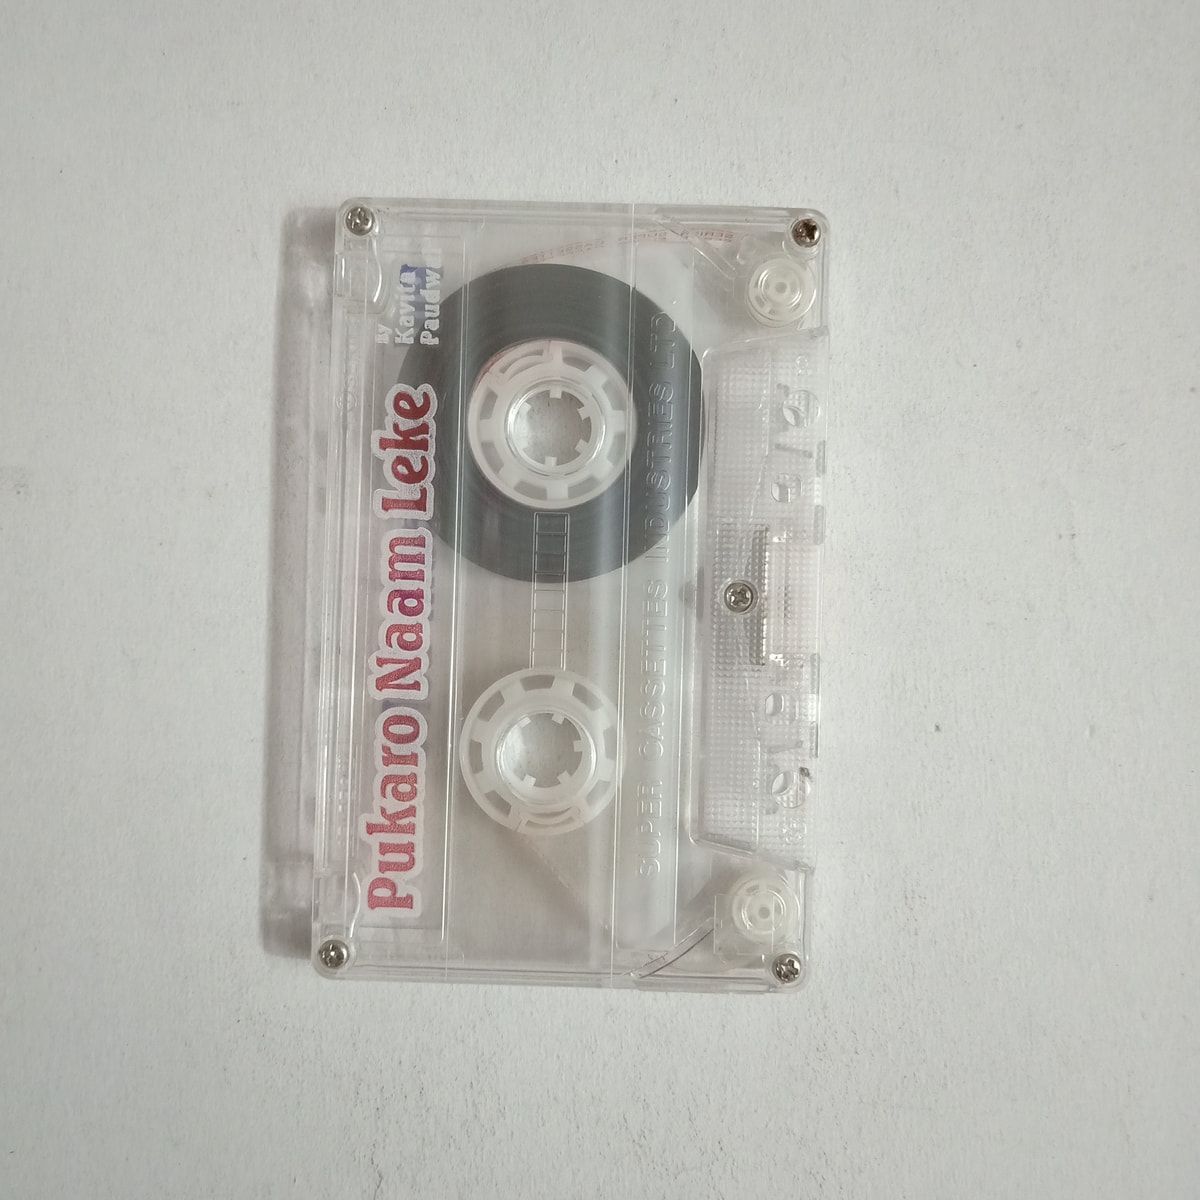 Pukaro Naam Leke
By
Kavita
Paudwal
SUPER CASSETTES INDUSTRIES LTD.